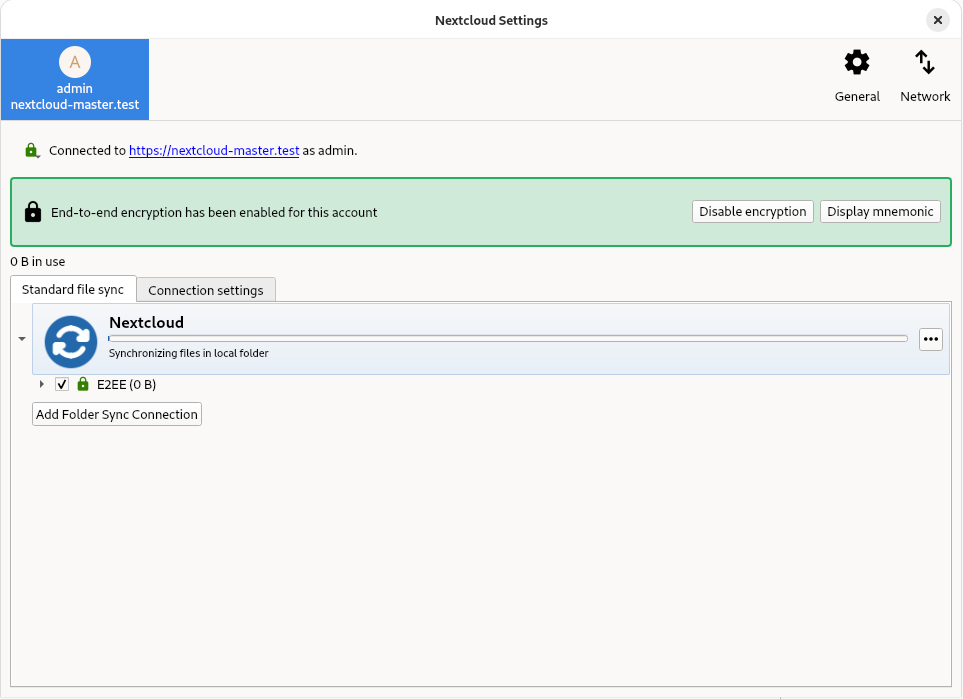 Nextcloud Settings
A
admin
nextcloud-master.test
General
Network
Connected to https://nextcloud-master.test as admin.
End-to-end encryption has been enabled for this account
Disable encryption
Display mnemonic
0 B in use
Standard file sync
Connection settings
Nextcloud
Synchronizing files in local folder
E2EE (0 B)
Add Folder Sync Connection